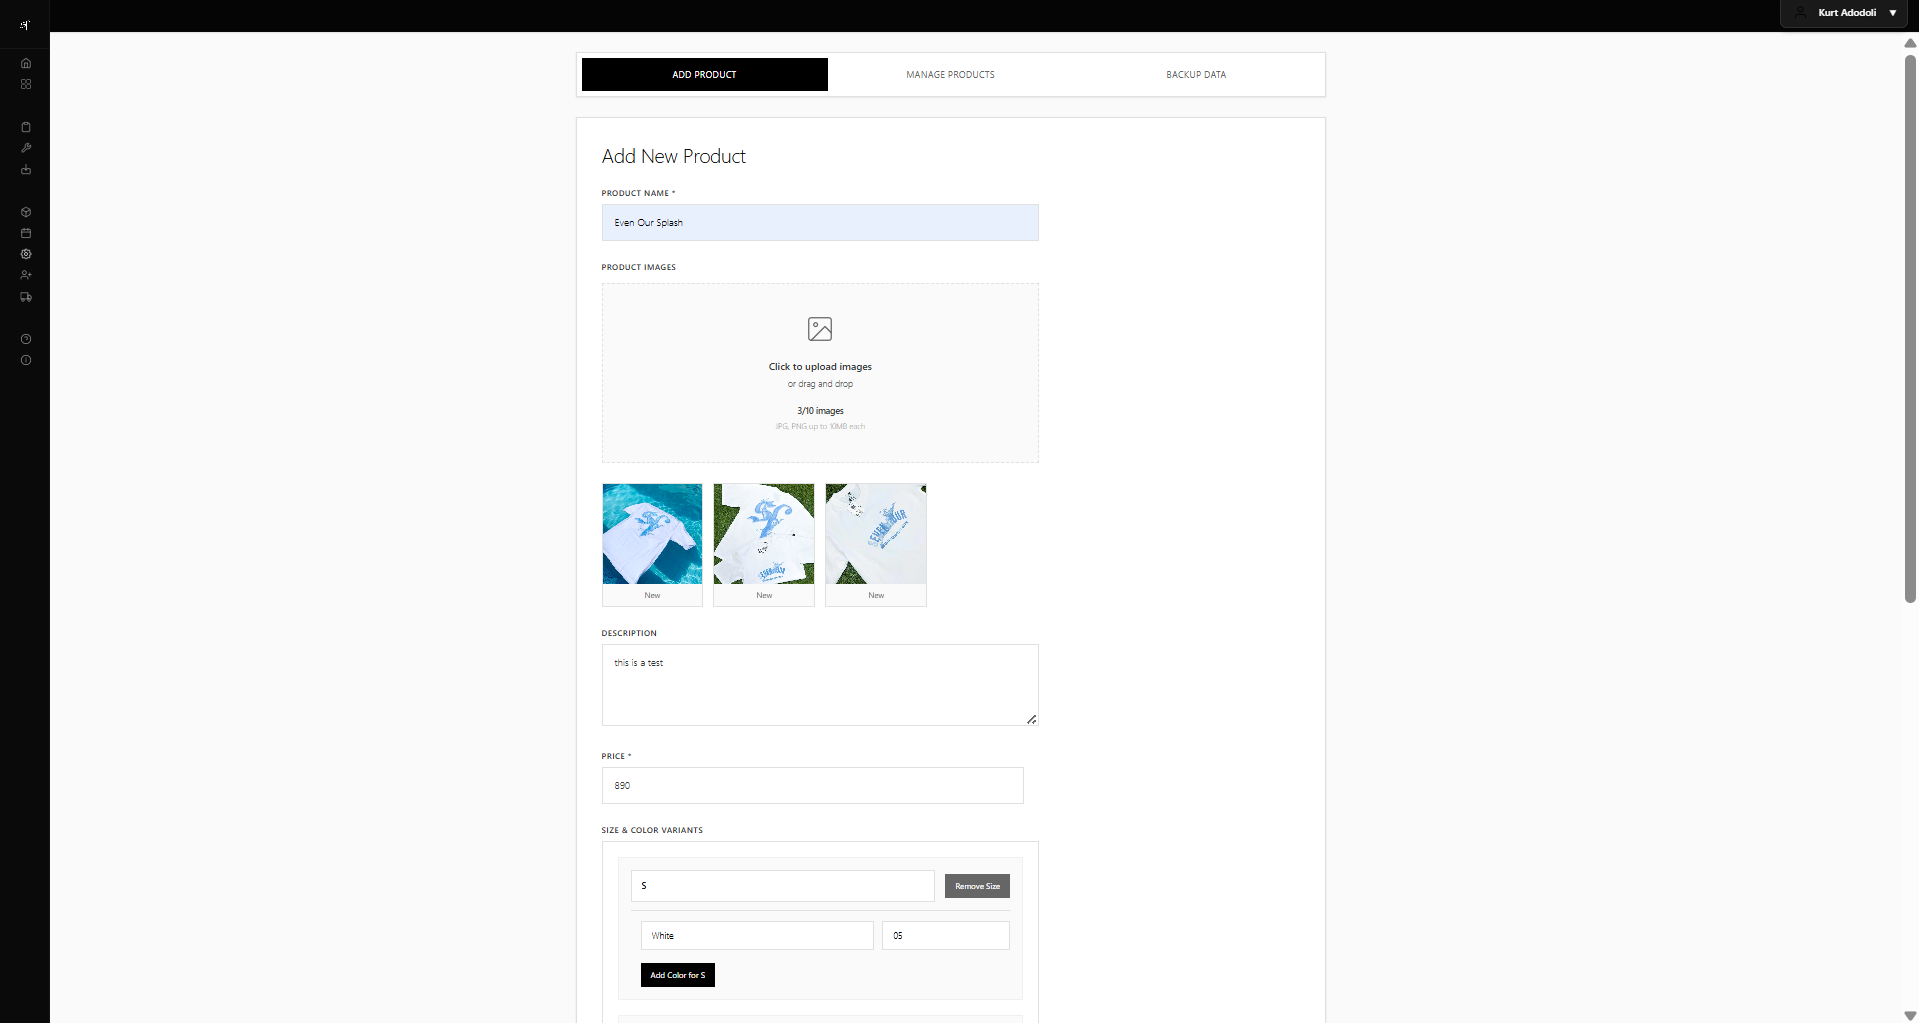 Kurt Adodoli ▼
ADD PRODUCT
MANAGE PRODUCTS
BACKUP DATA
Add New Product
PRODUCT NAME *
Even Our Splash
PRODUCT IMAGES
Click to upload images
or drag and drop
3/10 images
JPG, PNG up to 10MB each
New
New
New
DESCRIPTION
this is a test
PRICE *
890
SIZE & COLOR VARIANTS
S
Remove Size
White
05
Add Color for S